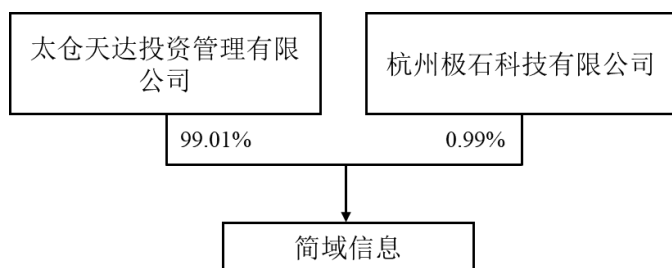 太仓天达投资管理有限
公司
杭州极石科技有限公司
99.01%
0.99%
简域信息